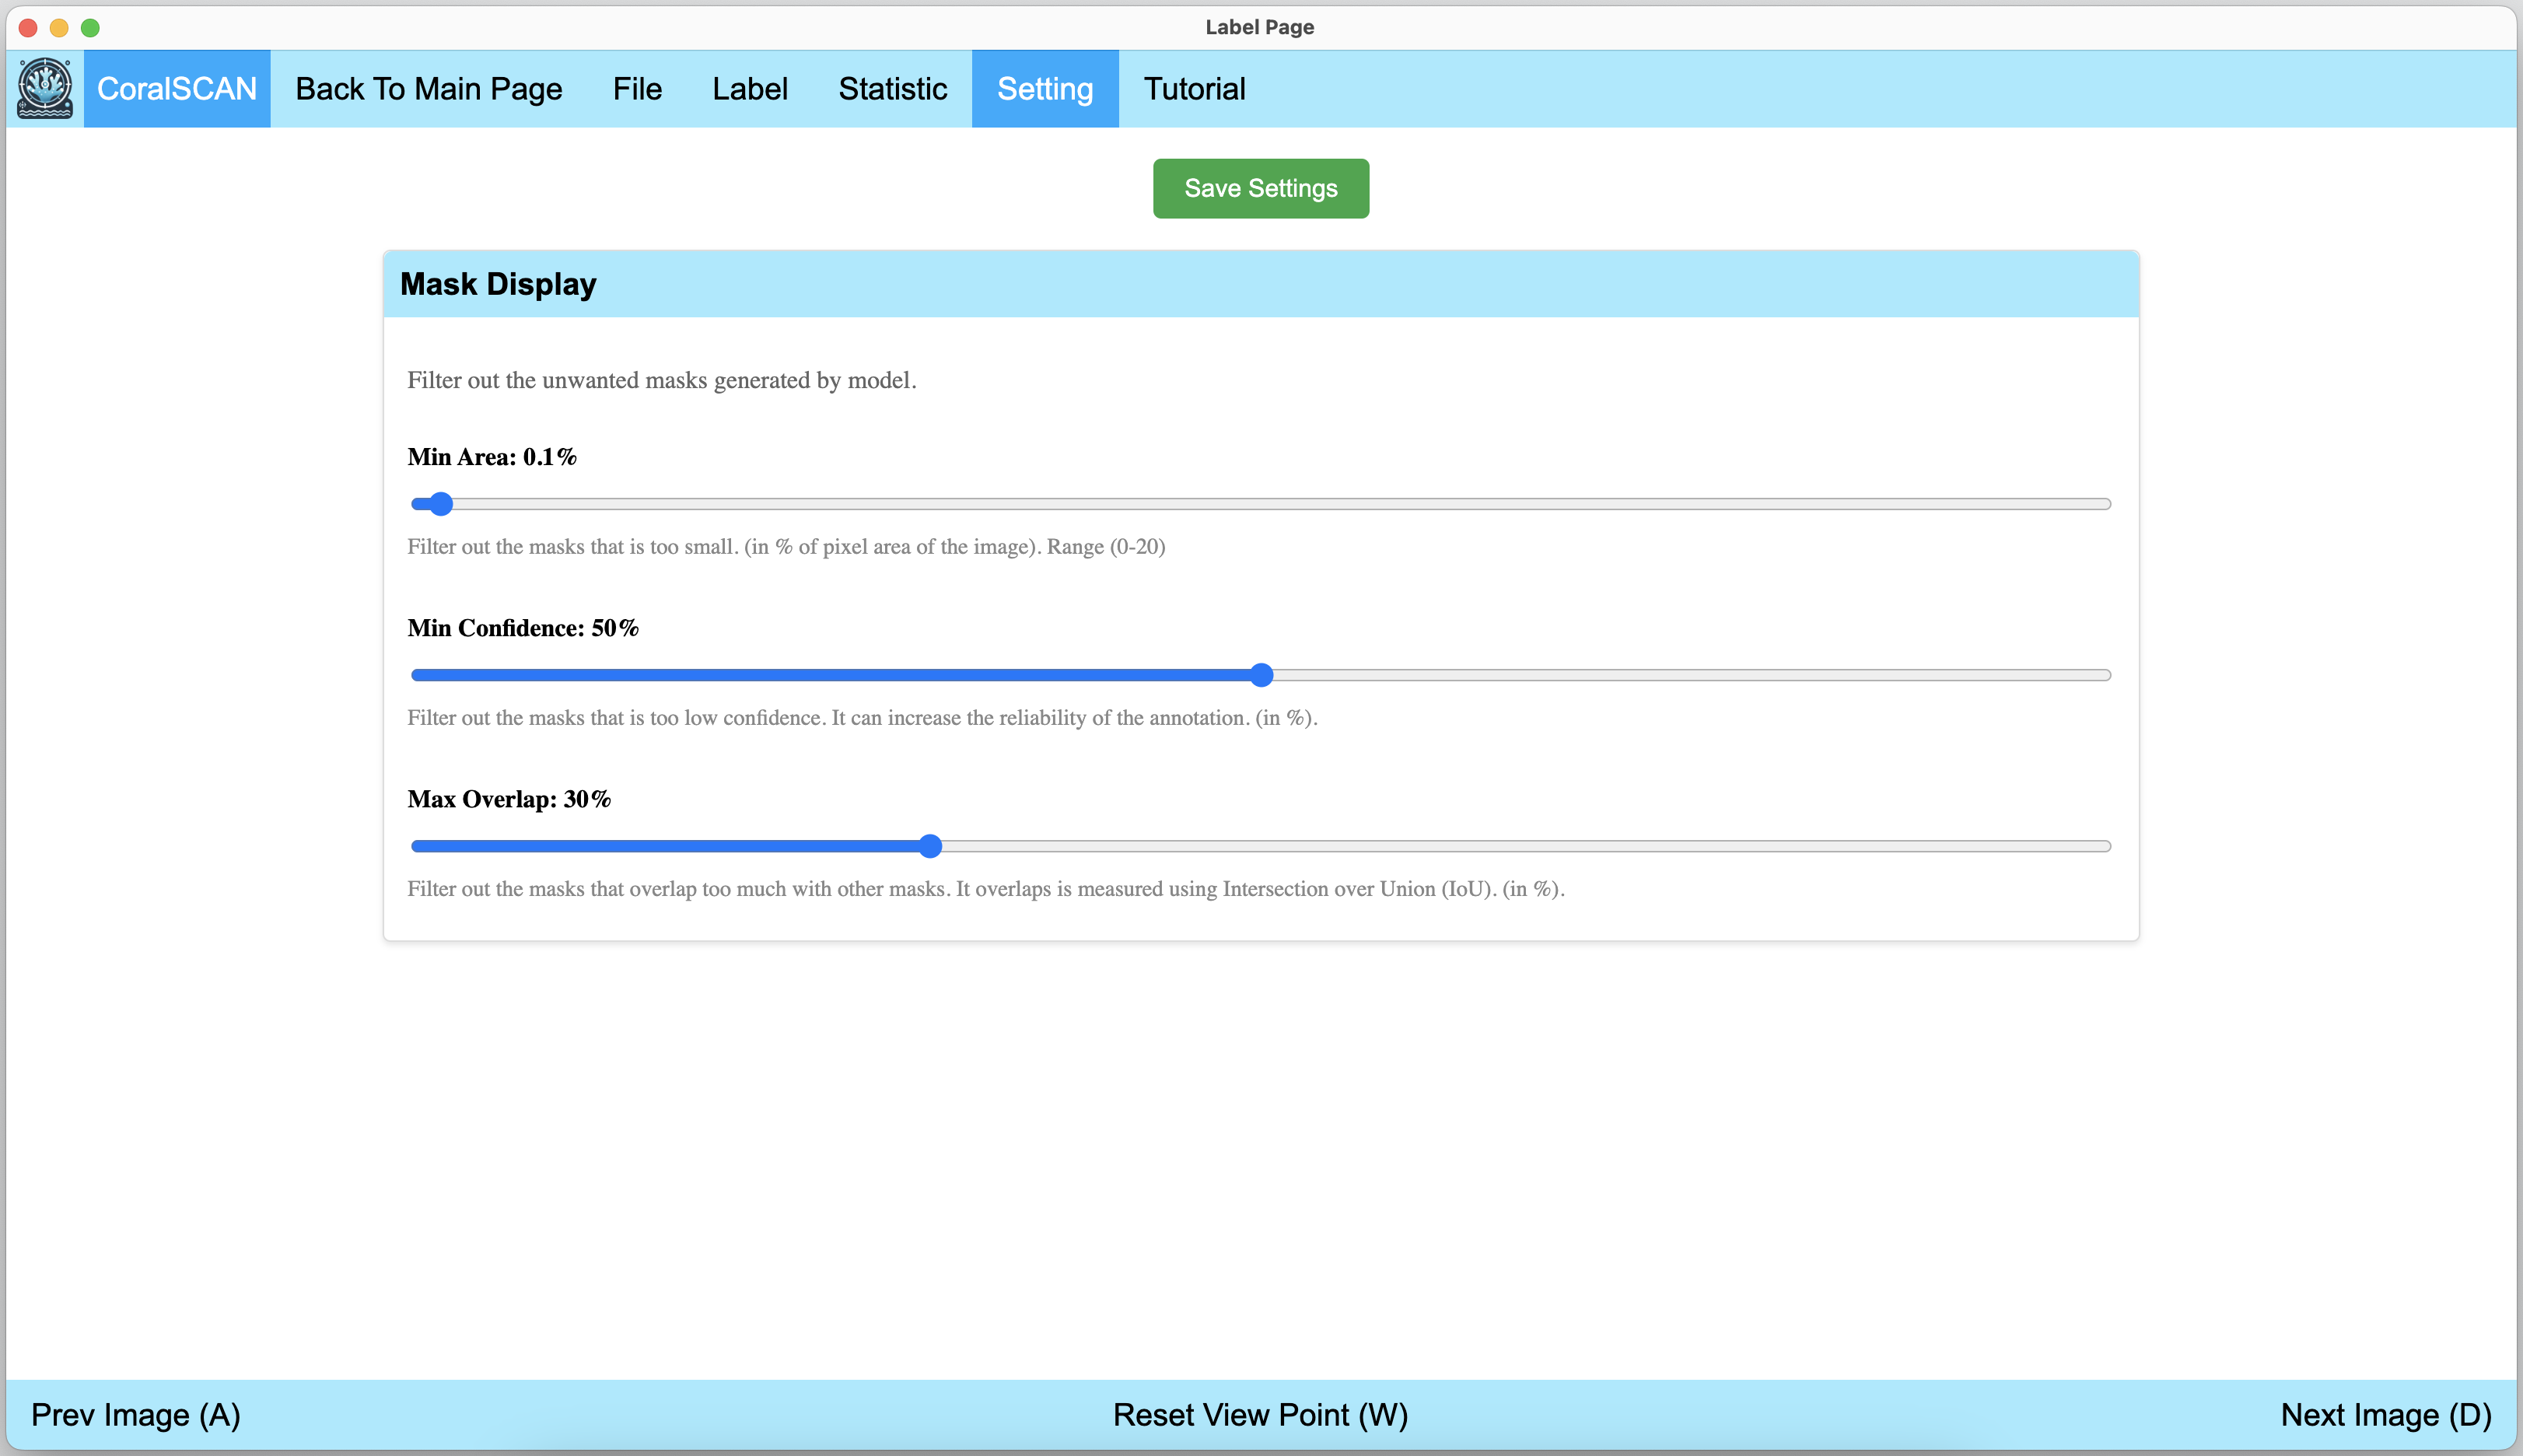 Label Page
CoralSCAN Back To Main Page File Label Statistic Setting Tutorial
Save Settings
Mask Display
Filter out the unwanted masks generated by model.
Min Area: 0.1%
Filter out the masks that is too small. (in % of pixel area of the image). Range (0-20)
Min Confidence: 50%
Filter out the masks that is too low confidence. It can increase the reliability of the annotation. (in %).
Max Overlap: 30%
Filter out the masks that overlap too much with other masks. It overlaps is measured using Intersection over Union (IoU). (in %).
Prev Image (A) Reset View Point (W) Next Image (D)